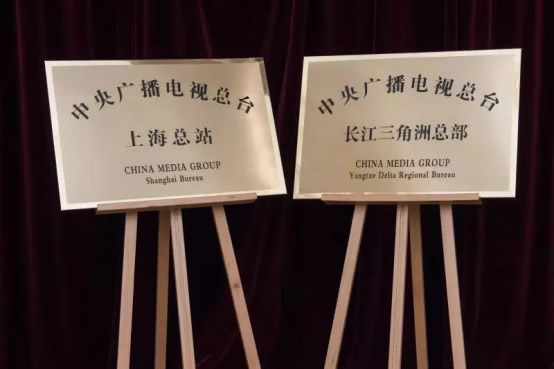 中央广播电视总台
上海总站
CHINA MEDIA GROUP
Shanghai Bureau
中央广播电视总台
长江三角洲总部
CHINA MEDIA GROUP
Yangtze Delta Regional Bureau